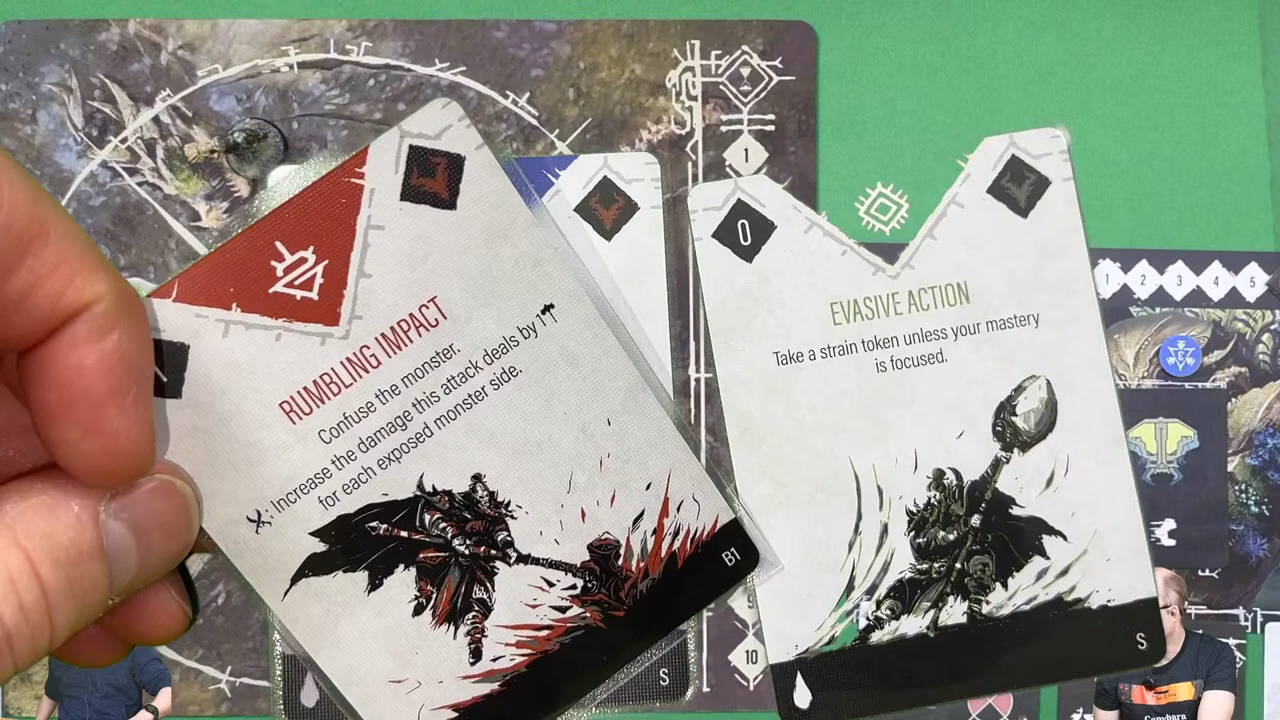 1
RUMBLING IMPACT
Confuse the monster.
: Increase the damage this attack deals by 1
for each exposed monster side.
B1
S
0
EVASIVE ACTION
Take a strain token unless your mastery
is focused.
S
1 2 3 4 5
9
10
Capybara